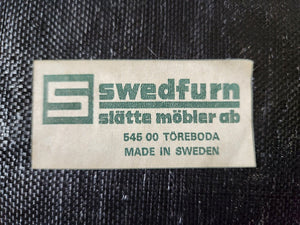 S swedfurn
slätte möbler ab
545 00 TÖREBODA
MADE IN SWEDEN